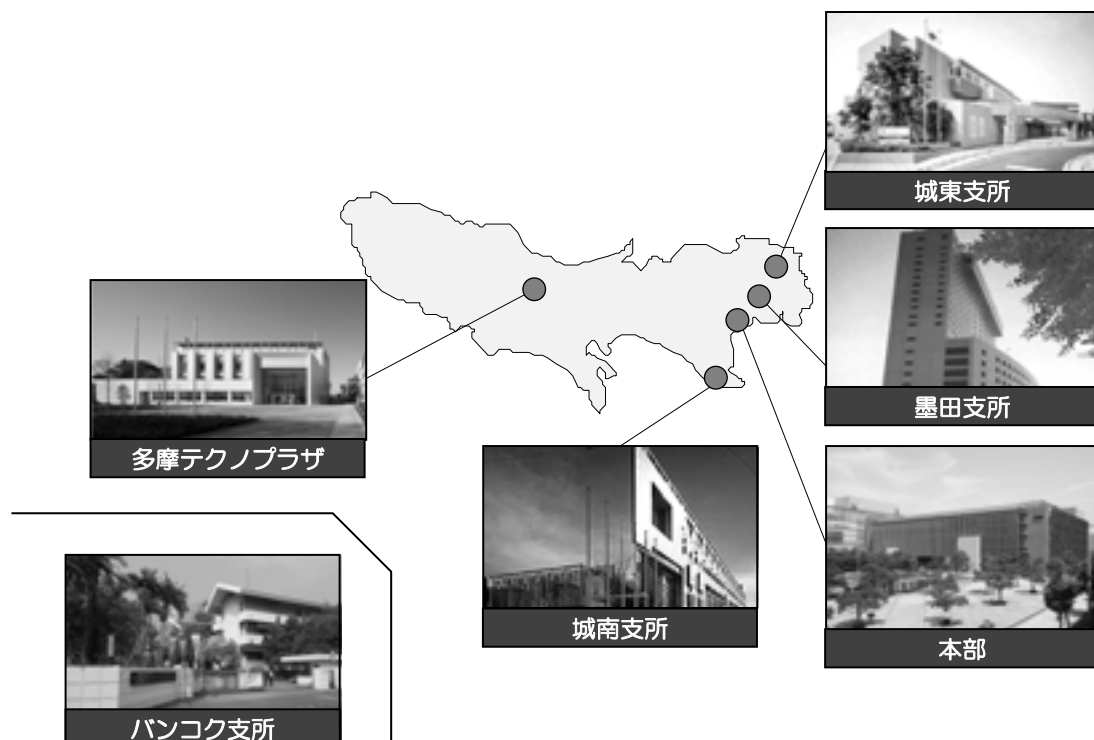 城東支所
墨田支所
多摩テクノプラザ
城南支所
本部
バンコク支所